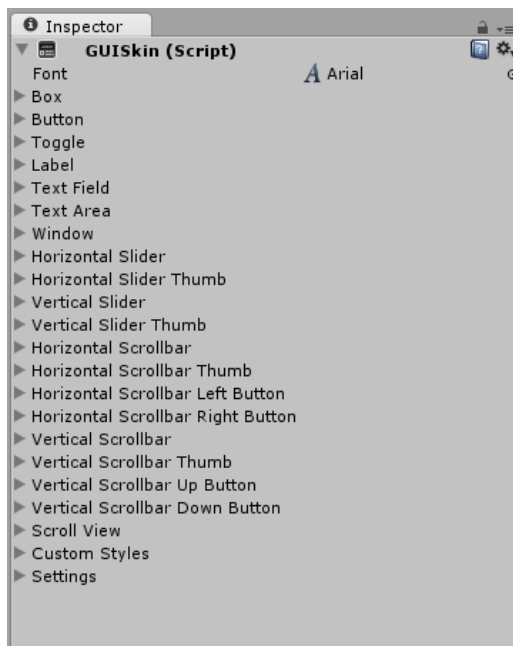 Inspector
GUISkin (Script)
Font Arial
Box
Button
Toggle
Label
Text Field
Text Area
Window
Horizontal Slider
Horizontal Slider Thumb
Vertical Slider
Vertical Slider Thumb
Horizontal Scrollbar
Horizontal Scrollbar Thumb
Horizontal Scrollbar Left Button
Horizontal Scrollbar Right Button
Vertical Scrollbar
Vertical Scrollbar Thumb
Vertical Scrollbar Up Button
Vertical Scrollbar Down Button
Scroll View
Custom Styles
Settings